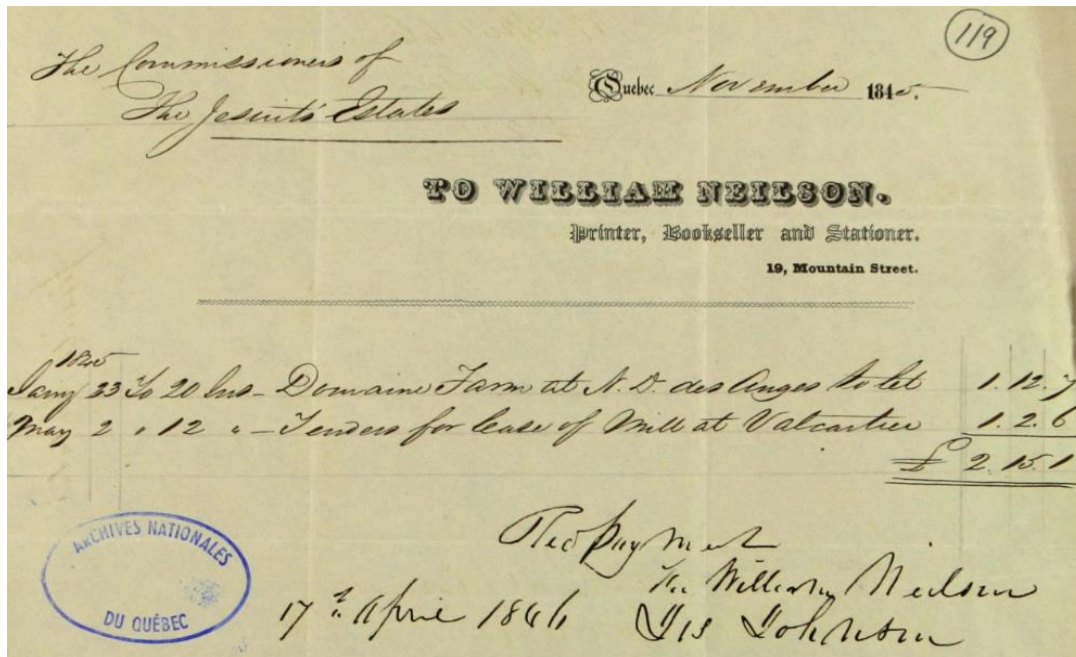 119
The Commissioners of
The Jesuits' Estates
Quebec November 1845.
TO WILLIAM NEILSON.
Printer, Bookseller and Stationer.
19, Mountain Street.
1845
Jany 23 To 20 Ins - Domaine Farm at N. D. des Anges to let 1. 12. 7
May 2 " 12 " - Tenders for lease of Mill at Valcartier 1. 2. 6
£ 2. 15. 1
Recd payment
For William Neilson
Jas Johnson
17th April 1846
ARCHIVES NATIONALES
DU QUÉBEC